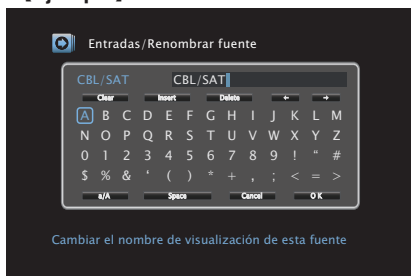 Entradas/Renombrar fuente
CBL/SAT CBL/SAT
Clear Insert Delete ← →
A B C D E F G H I J K L M
N O P Q R S T U V W X Y Z
0 1 2 3 4 5 6 7 8 9 ! “ #
$ % & ‘ ( ) * + , ; < = >
a/A Space Cancel OK
Cambiar el nombre de visualización de esta fuente